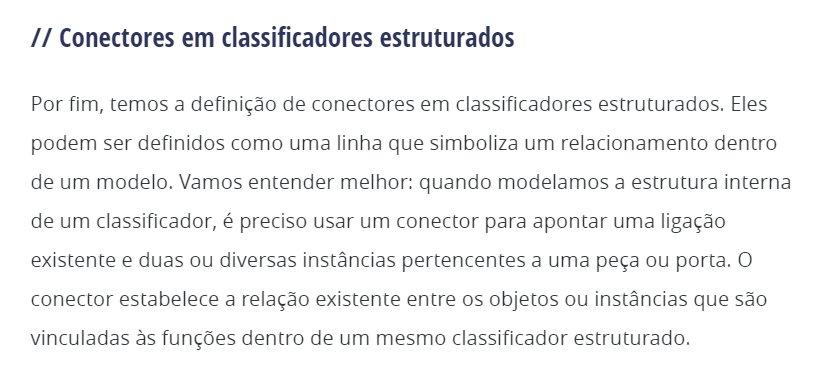 // Conectores em classificadores estruturados
Por fim, temos a definição de conectores em classificadores estruturados. Eles
podem ser definidos como uma linha que simboliza um relacionamento dentro
de um modelo. Vamos entender melhor: quando modelamos a estrutura interna
de um classificador, é preciso usar um conector para apontar uma ligação
existente e duas ou diversas instâncias pertencentes a uma peça ou porta. O
conector estabelece a relação existente entre os objetos ou instâncias que são
vinculadas às funções dentro de um mesmo classificador estruturado.